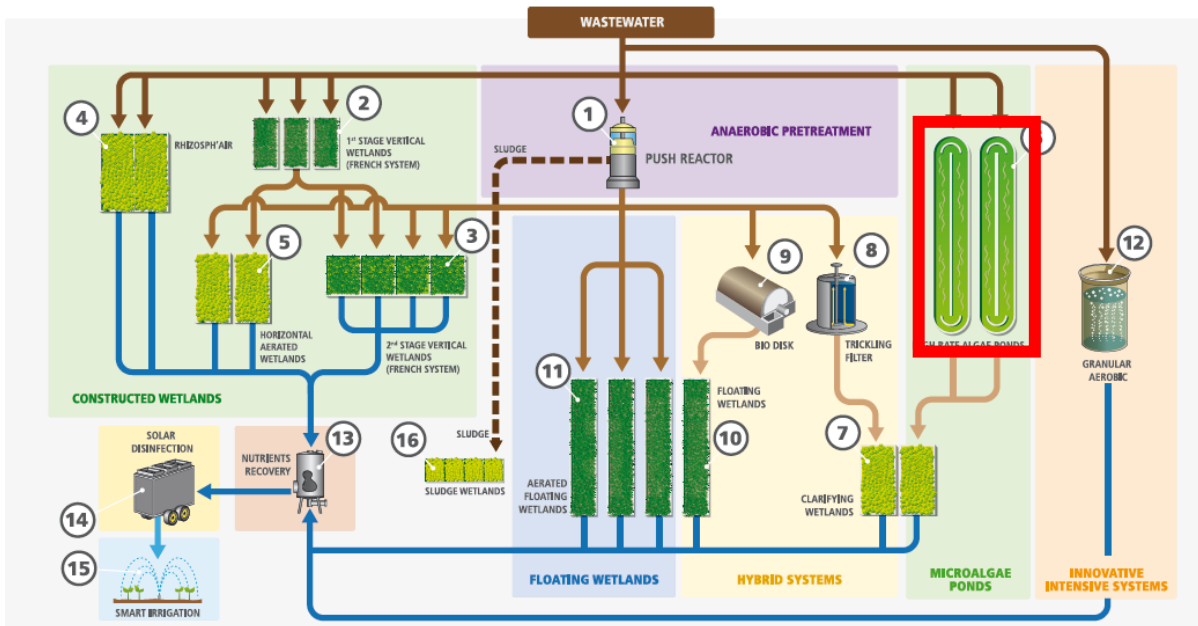 WASTEWATER
4
2
1
RHIZOSPH'AIR
1st STAGE VERTICAL
WETLANDS
(FRENCH SYSTEM)
SLUDGE
ANAEROBIC PRETREATMENT
PUSH REACTOR
5
3
9
8
12
HORIZONTAL
AERATED
WETLANDS
2nd STAGE VERTICAL
WETLANDS
(FRENCH SYSTEM)
BIO DISK
TRICKLING
FILTER
RATE ALGAE PONDS
GRANULAR
AEROBIC
CONSTRUCTED WETLANDS
11
FLOATING
WETLANDS
10
7
SOLAR
DISINFECTION
NUTRIENTS
RECOVERY
13
16
SLUDGE
SLUDGE WETLANDS
AERATED
FLOATING
WETLANDS
CLARIFYING
WETLANDS
14
15
SMART IRRIGATION
FLOATING WETLANDS
HYBRID SYSTEMS
MICROALGAE
PONDS
INNOVATIVE
INTENSIVE SYSTEMS